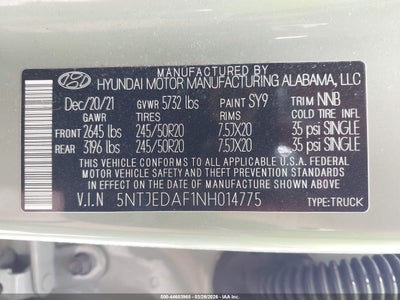 MANUFACTURED BY
HYUNDAI MOTOR MANUFACTURING ALABAMA, LLC
Dec/20/21 GVWR 5732 lbs PAINT SY9 TRIM NNB
GAWR TIRES RIMS COLD TIRE INFL
FRONT 2645 lbs 245/50R20 7.5JX20 35 psi SINGLE
REAR 3196 lbs 245/50R20 7.5JX20 35 psi SINGLE
THIS VEHICLE CONFORMS TO ALL APPLICABLE U.S.A FEDERAL
MOTOR VEHICLE SAFETY AND THEFT PREVENTION STANDARDS
IN EFFECT ON THE DATE OF MANUFACTURE SHOWN ABOVE.
V.I.N 5NTJEDAF1NH014775 TYPE:TRUCK